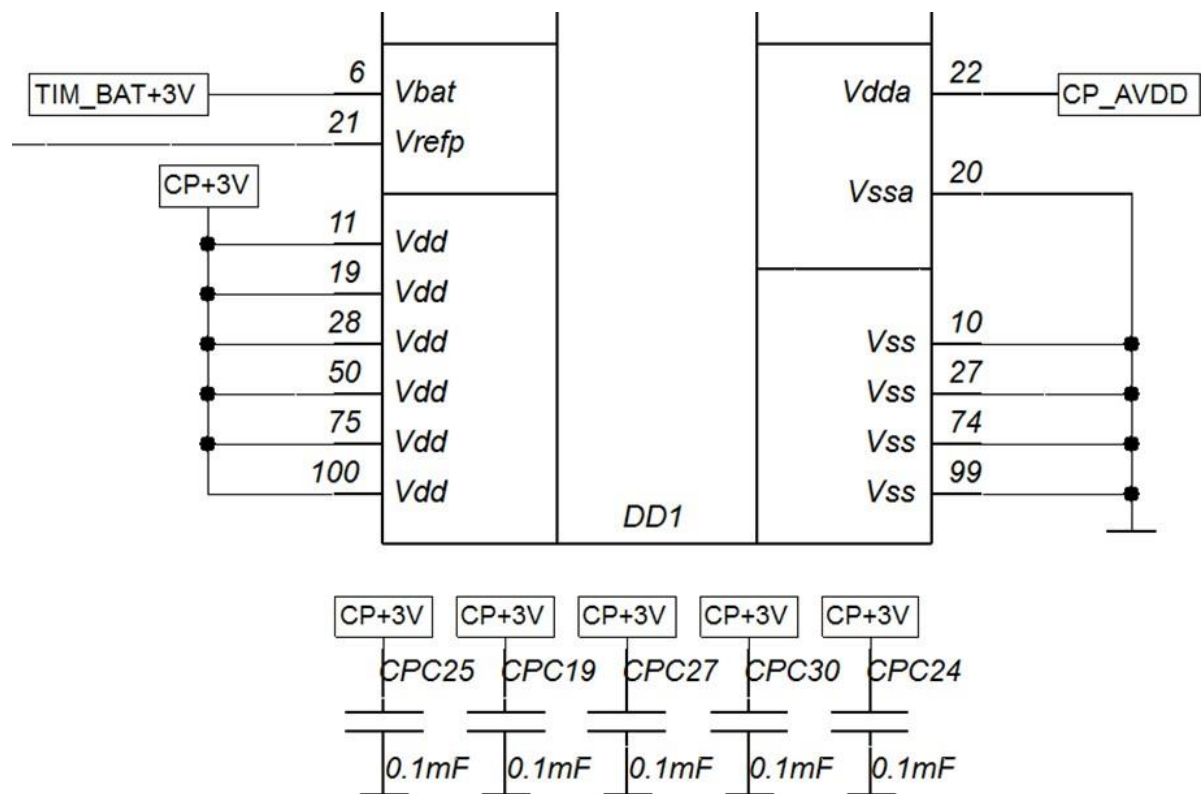 6 22
TIM_BAT+3V Vbat Vdda CP_AVDD
21
Vrefp
CP+3V 20
Vssa
11
Vdd
19
Vdd
28 10
Vdd Vss
50 27
Vdd Vss
75 74
Vdd Vss
100 99
Vdd Vss
DD1
CP+3V CP+3V CP+3V CP+3V CP+3V
CPC25 CPC19 CPC27 CPC30 CPC24
0.1mF 0.1mF 0.1mF 0.1mF 0.1mF